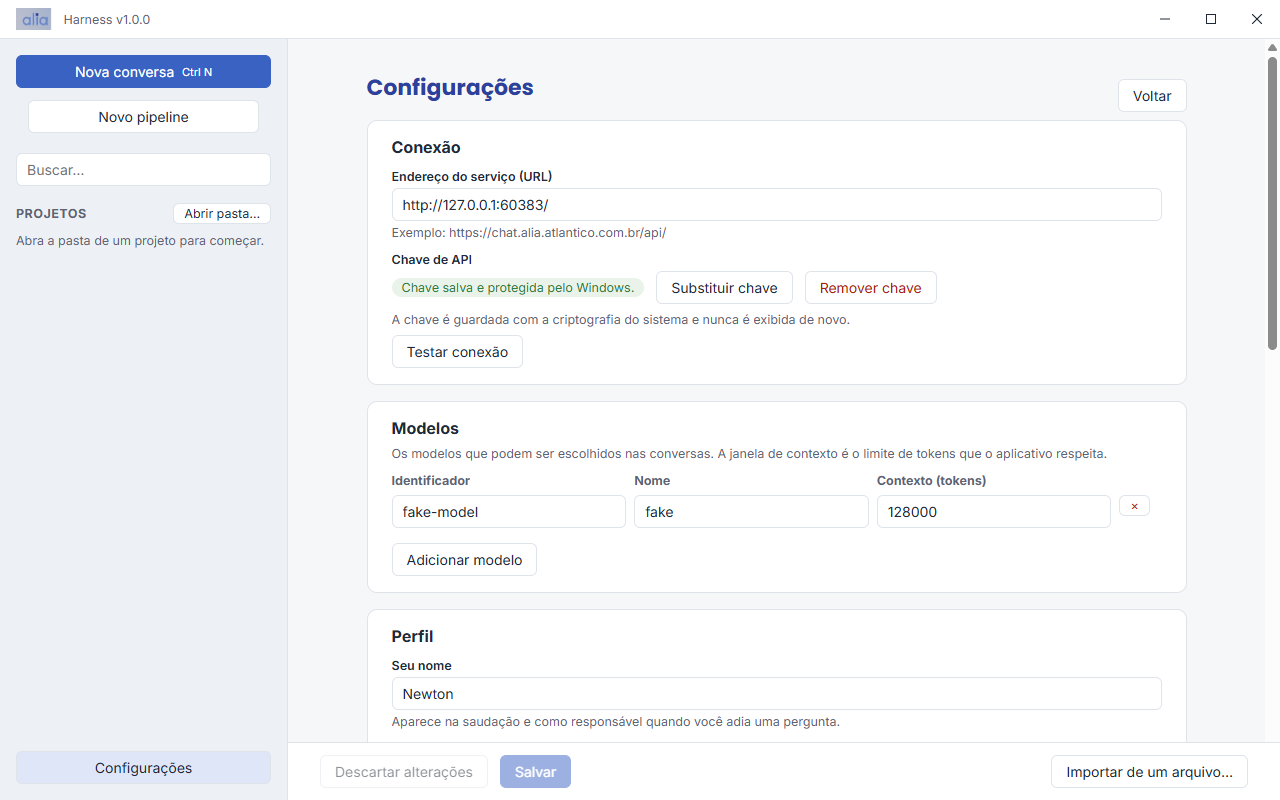 alia Harness v1.0.0
Nova conversa Ctrl N
Novo pipeline
Buscar...
PROJETOS Abrir pasta...
Abra a pasta de um projeto para começar.
Configurações
Configurações
Voltar
Conexão
Endereço do serviço (URL)
http://127.0.0.1:60383/
Exemplo: https://chat.alia.atlantico.com.br/api/
Chave de API
Chave salva e protegida pelo Windows. Substituir chave Remover chave
A chave é guardada com a criptografia do sistema e nunca é exibida de novo.
Testar conexão
Modelos
Os modelos que podem ser escolhidos nas conversas. A janela de contexto é o limite de tokens que o aplicativo respeita.
Identificador Nome Contexto (tokens)
fake-model fake 128000 ×
Adicionar modelo
Perfil
Seu nome
Newton
Aparece na saudação e como responsável quando você adia uma pergunta.
Descartar alterações Salvar Importar de um arquivo...